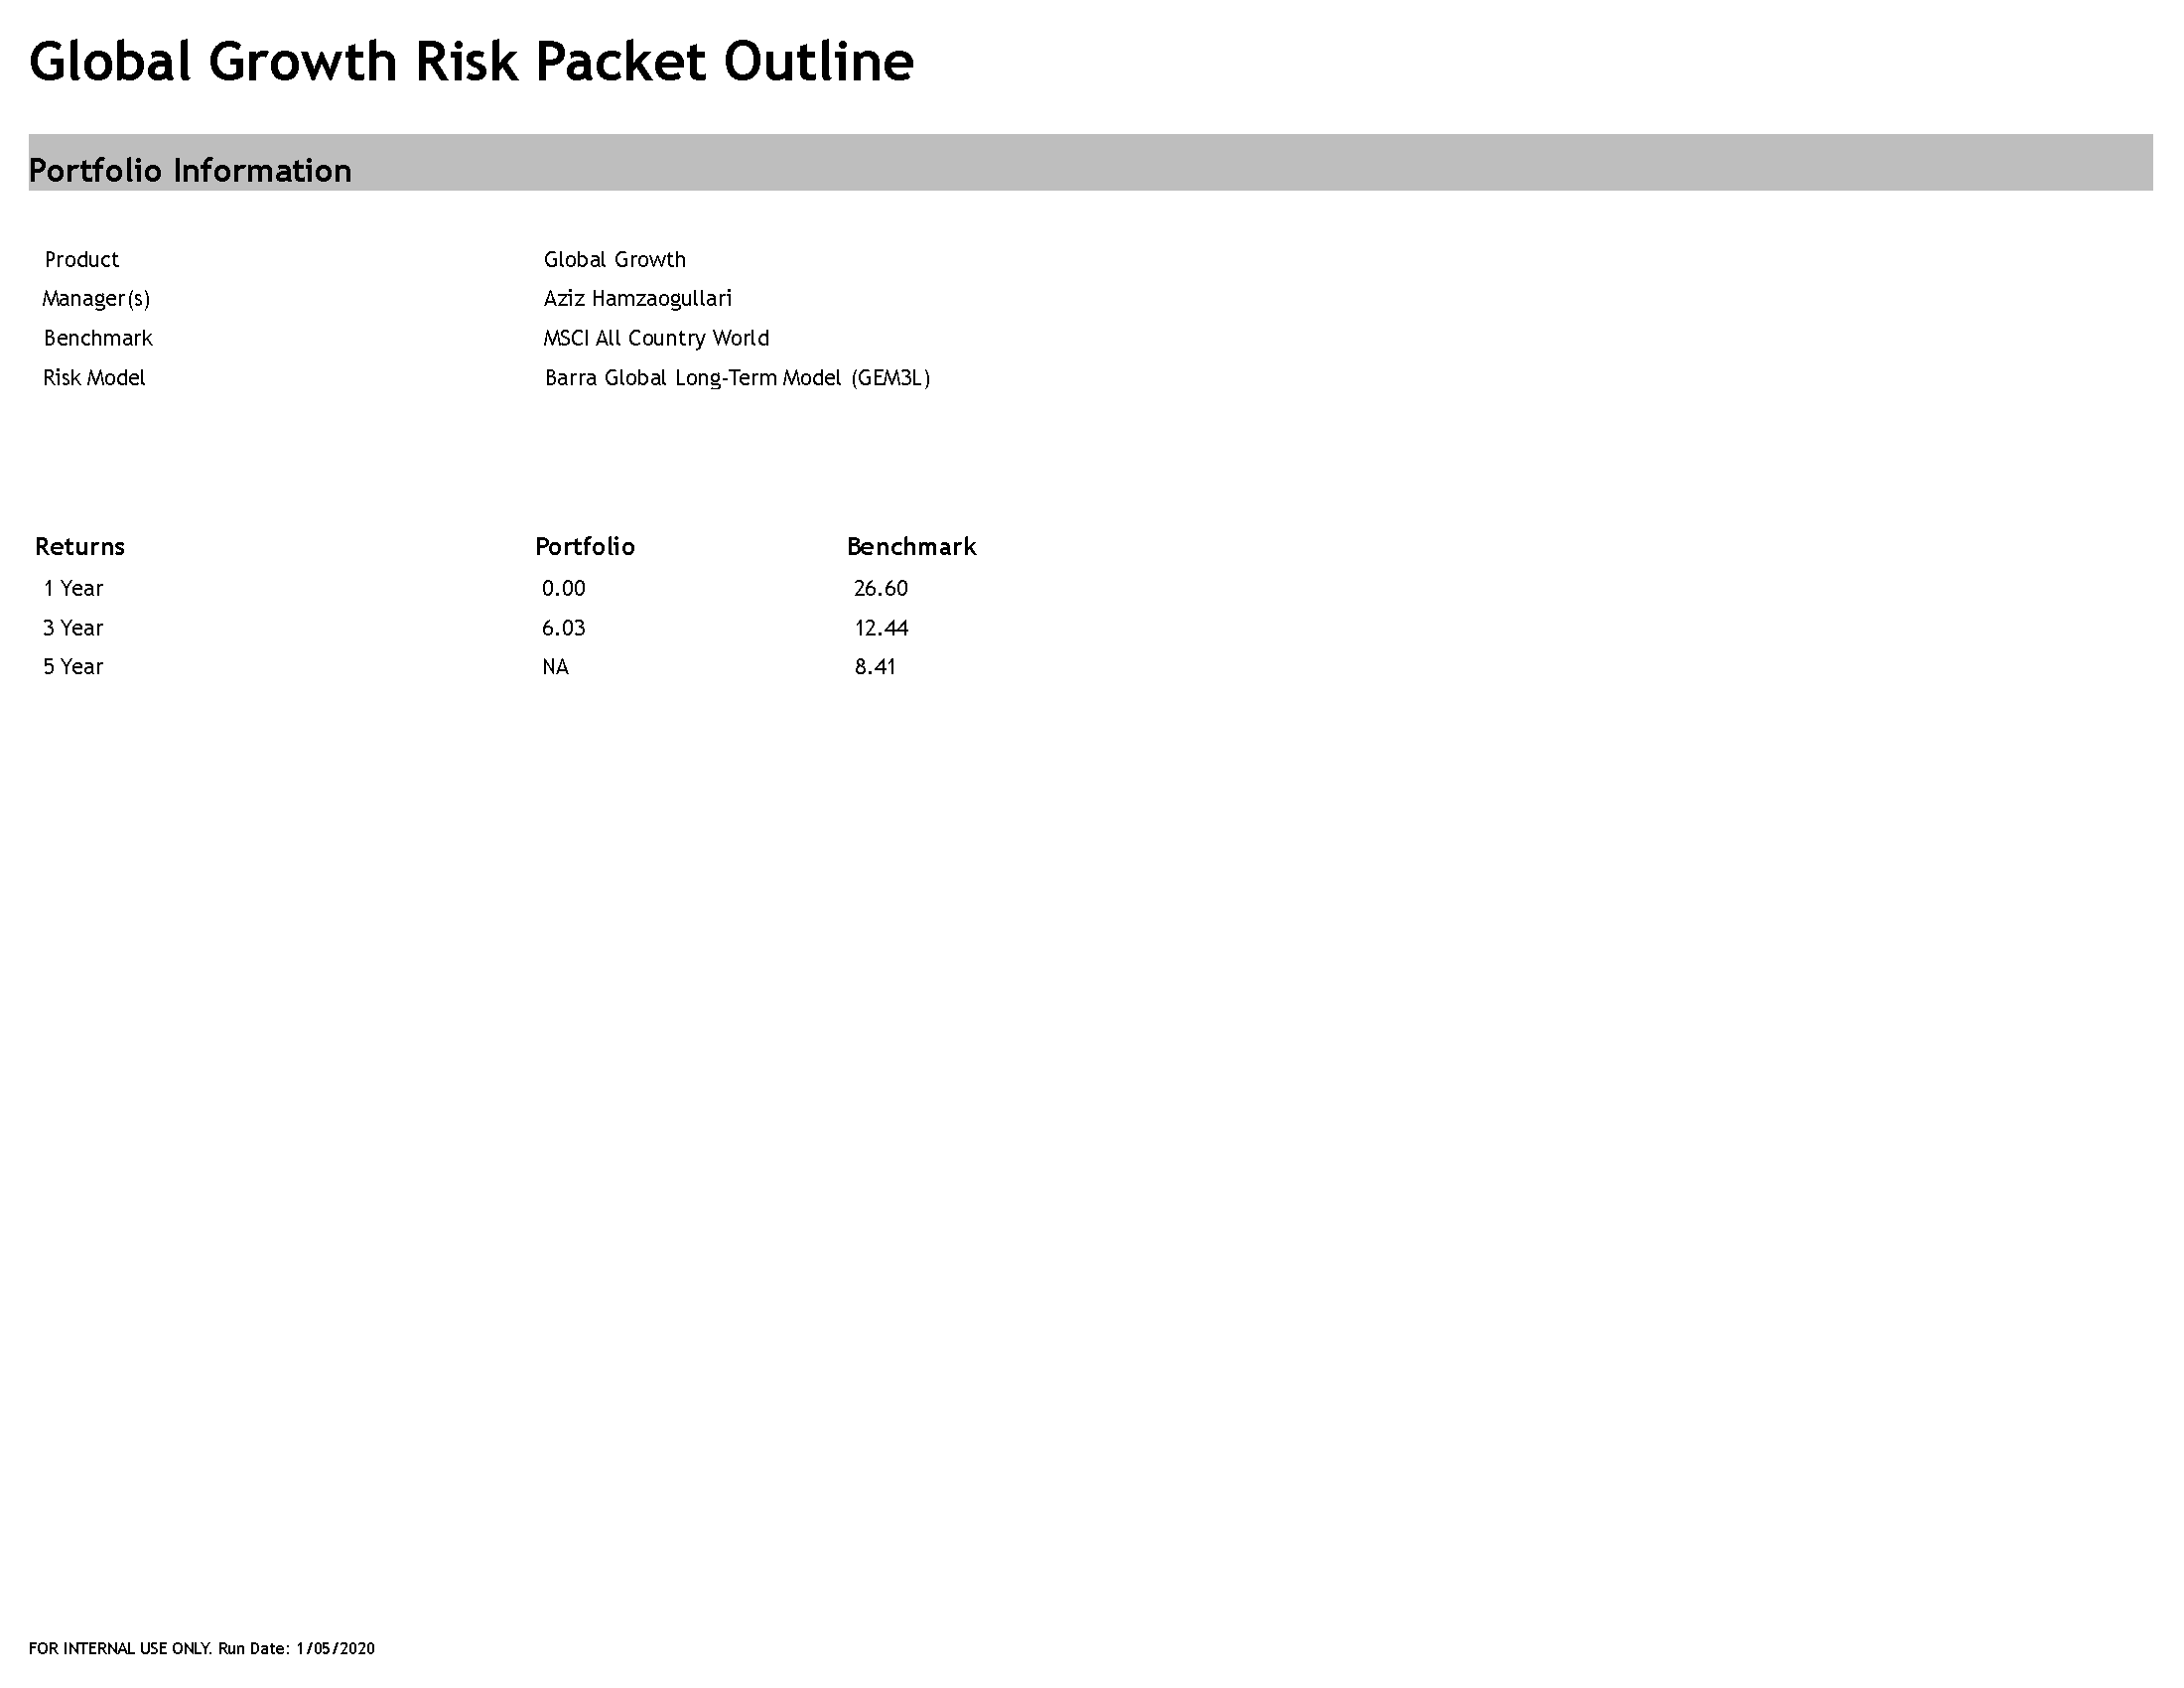 Global Growth Risk Packet Outline
Portfolio Information
Product Global Growth
Manager(s) Aziz Hamzaogullari
Benchmark MSCI All Country World
Risk Model Barra Global Long-Term Model (GEM3L)
Returns Portfolio Benchmark
1 Year 0.00 26.60
3 Year 6.03 12.44
5 Year NA 8.41
FOR INTERNAL USE ONLY. Run Date: 1/05/2020